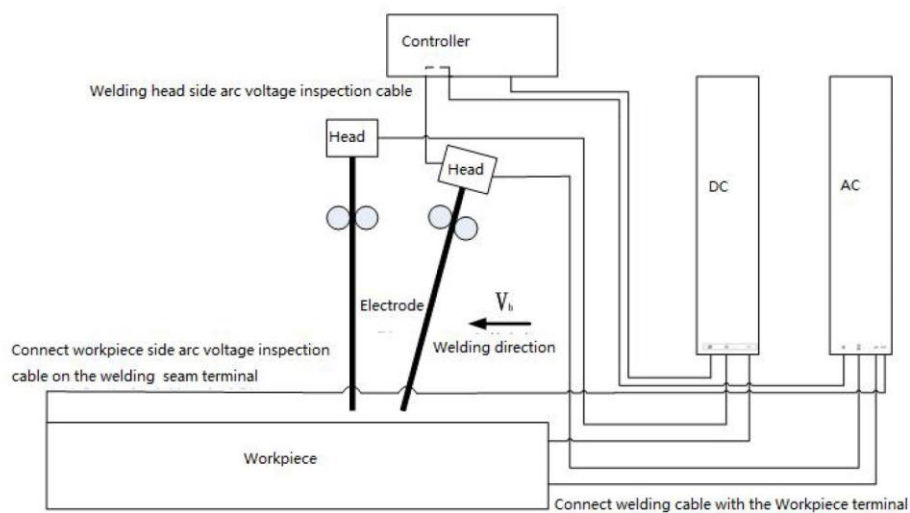 Controller
Welding head side arc voltage inspection cable
Head
Head
DC
AC
Electrode
V_h
Welding direction
Connect workpiece side arc voltage inspection
cable on the welding seam terminal
Workpiece
Connect welding cable with the Workpiece terminal